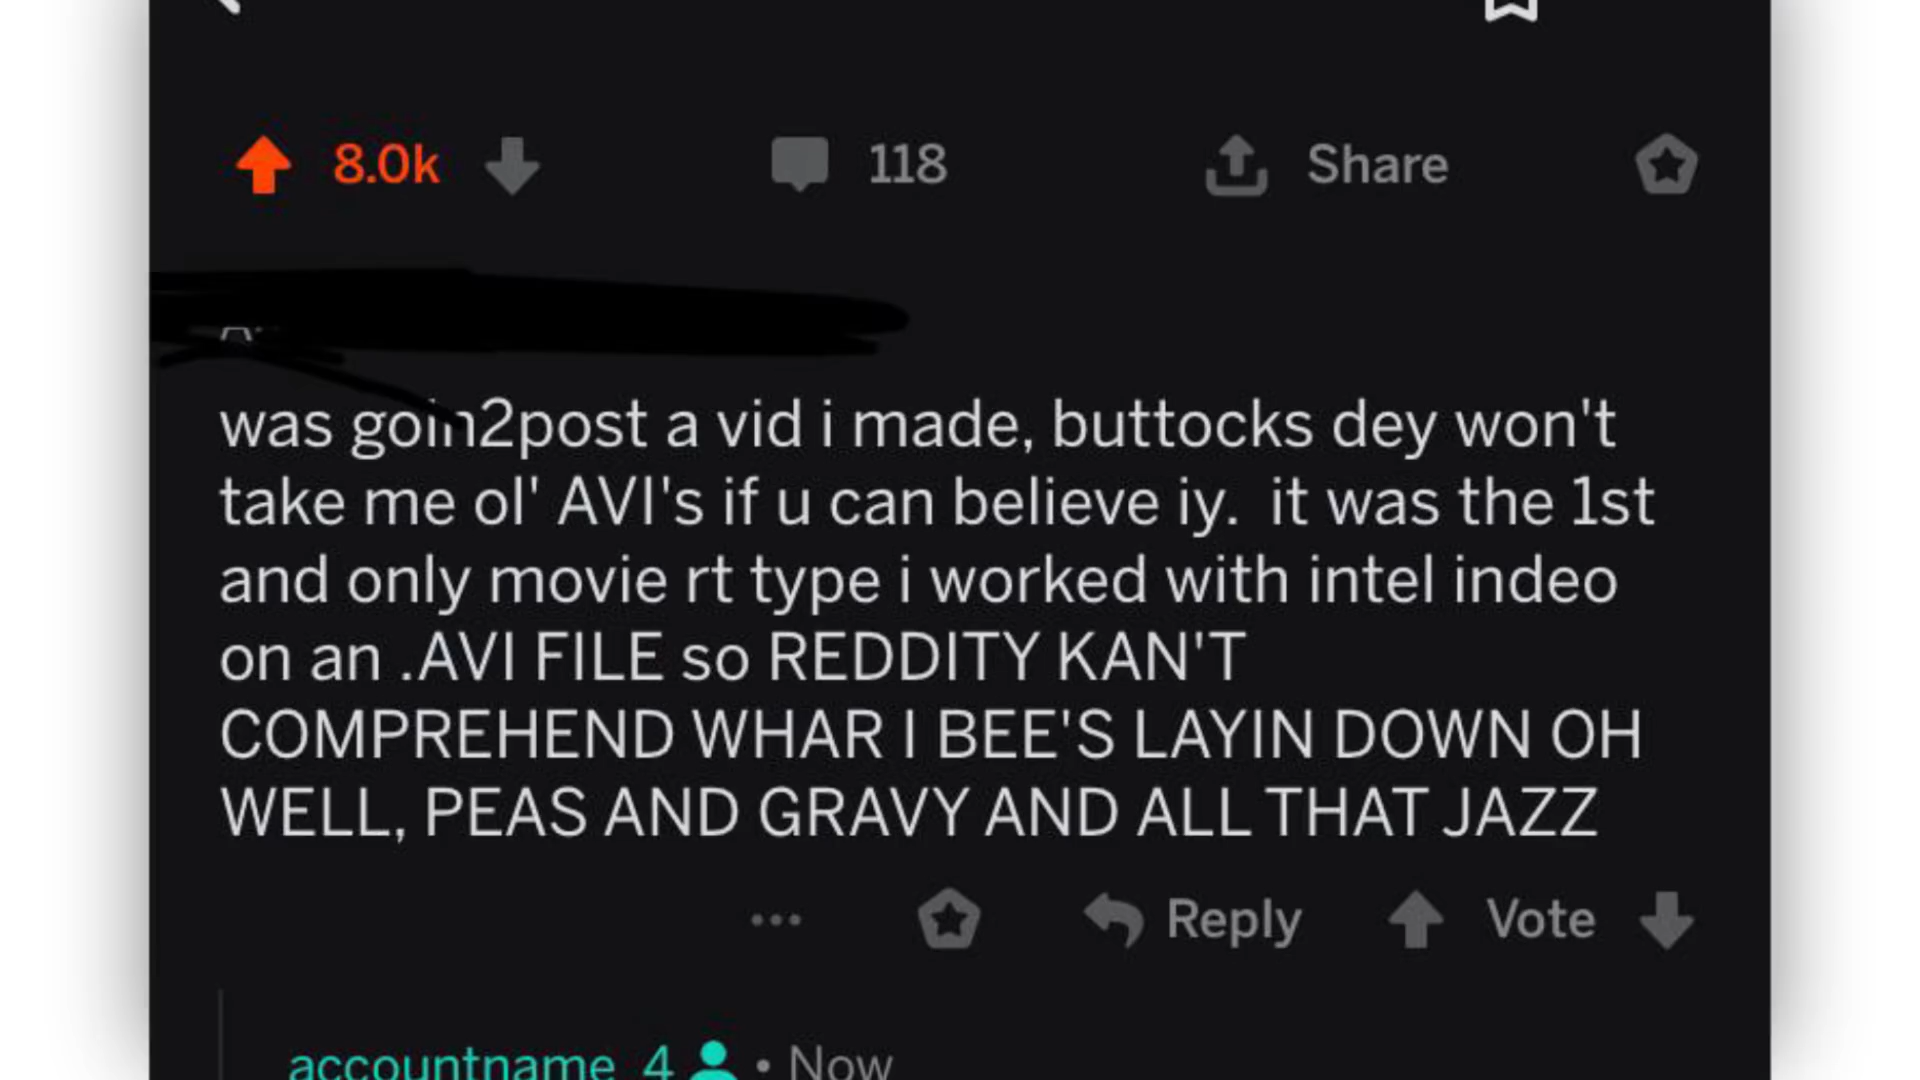 8.0k 118 Share
was goin2post a vid i made, buttocks dey won't
take me ol' AVI's if u can believe iy. it was the 1st
and only movie rt type i worked with intel indeo
on an .AVI FILE so REDDITY KAN'T
COMPREHEND WHAR I BEE'S LAYIN DOWN OH
WELL, PEAS AND GRAVY AND ALL THAT JAZZ
... Reply Vote
accountname_4 • Now